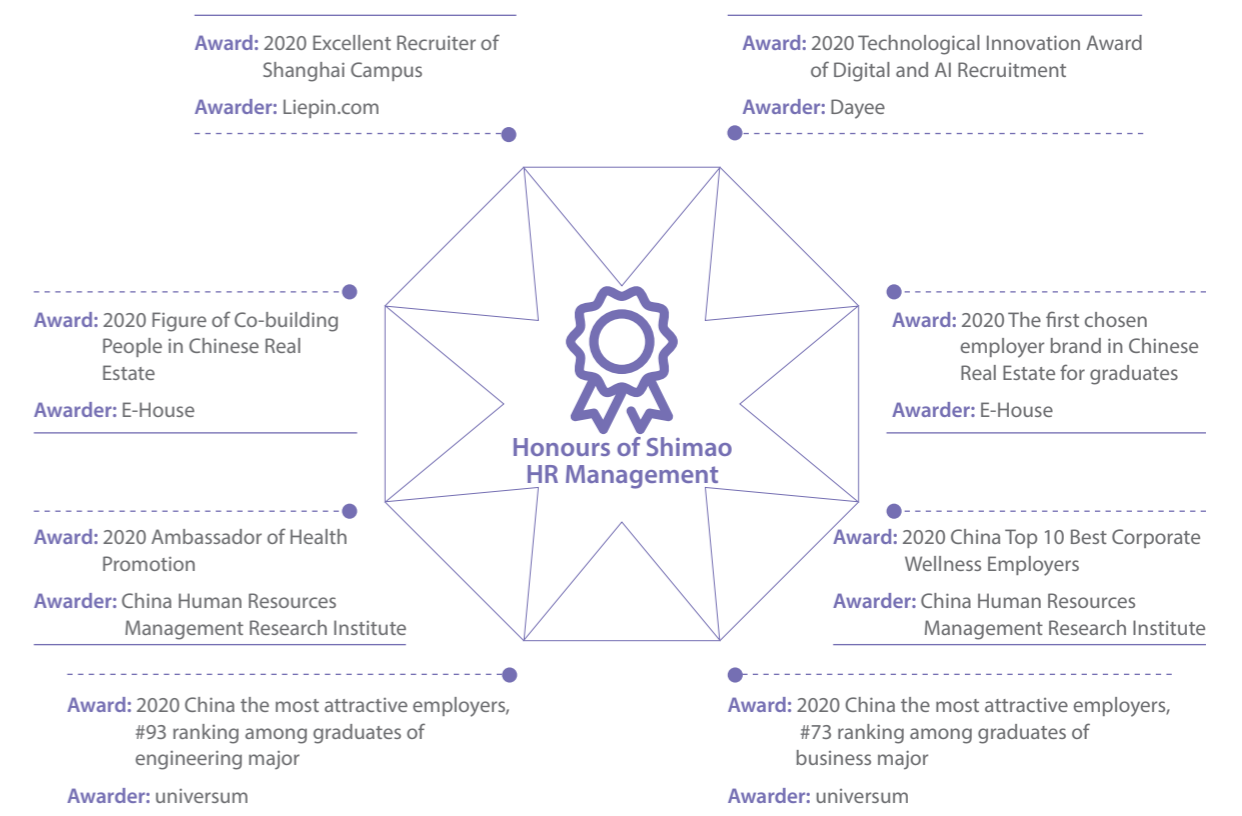 Award: 2020 Excellent Recruiter of
Shanghai Campus
Awarder: Liepin.com
Award: 2020 Technological Innovation Award
of Digital and AI Recruitment
Awarder: Dayee
Award: 2020 Figure of Co-building
People in Chinese Real
Estate
Awarder: E-House
Award: 2020 The first chosen
employer brand in Chinese
Real Estate for graduates
Awarder: E-House
Honours of Shimao
HR Management
Award: 2020 Ambassador of Health
Promotion
Awarder: China Human Resources
Management Research Institute
Award: 2020 China Top 10 Best Corporate
Wellness Employers
Awarder: China Human Resources
Management Research Institute
Award: 2020 China the most attractive employers,
#93 ranking among graduates of
engineering major
Awarder: universum
Award: 2020 China the most attractive employers,
#73 ranking among graduates of
business major
Awarder: universum